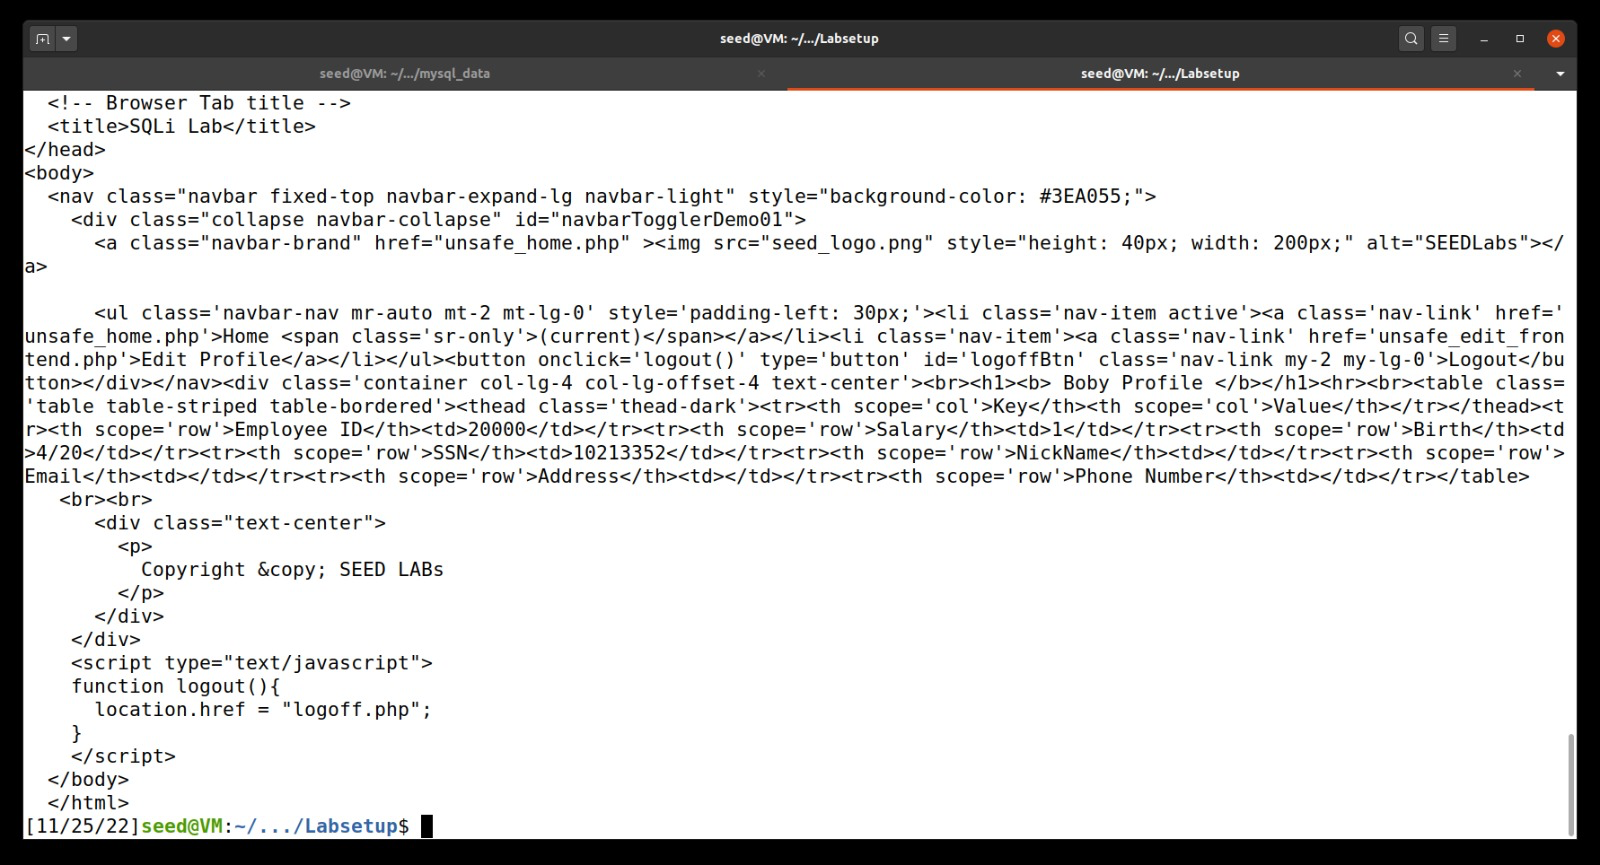 seed@VM: ~/.../Labsetup
seed@VM: ~/.../mysql_data
seed@VM: ~/.../Labsetup
  <!-- Browser Tab title -->
  <title>SQLi Lab</title>
</head>
<body>
  <nav class="navbar fixed-top navbar-expand-lg navbar-light" style="background-color: #3EA055;">
    <div class="collapse navbar-collapse" id="navbarTogglerDemo01">
      <a class="navbar-brand" href="unsafe_home.php" ><img src="seed_logo.png" style="height: 40px; width: 200px;" alt="SEEDLabs"></
a>
      <ul class='navbar-nav mr-auto mt-2 mt-lg-0' style='padding-left: 30px;'><li class='nav-item active'><a class='nav-link' href='
unsafe_home.php'>Home <span class='sr-only'>(current)</span></a></li><li class='nav-item'><a class='nav-link' href='unsafe_edit_fron
tend.php'>Edit Profile</a></li></ul><button onclick='logout()' type='button' id='logoffBtn' class='nav-link my-2 my-lg-0'>Logout</bu
tton></div></nav><div class='container col-lg-4 col-lg-offset-4 text-center'><br><h1><b> Boby Profile </b></h1><hr><br><table class=
'table table-striped table-bordered'><thead class='thead-dark'><tr><th scope='col'>Key</th><th scope='col'>Value</th></tr></thead><t
r><th scope='row'>Employee ID</th><td>20000</td></tr><tr><th scope='row'>Salary</th><td>1</td></tr><tr><th scope='row'>Birth</th><td
>4/20</td></tr><tr><th scope='row'>SSN</th><td>10213352</td></tr><tr><th scope='row'>NickName</th><td></td></tr><tr><th scope='row'>
Email</th><td></td></tr><tr><th scope='row'>Address</th><td></td></tr><tr><th scope='row'>Phone Number</th><td></td></tr></table>
   <br><br>
      <div class="text-center">
        <p>
          Copyright &copy; SEED LABs
        </p>
      </div>
    </div>
    <script type="text/javascript">
    function logout(){
      location.href = "logoff.php";
    }
    </script>
  </body>
  </html>
[11/25/22]seed@VM:~/.../Labsetup$